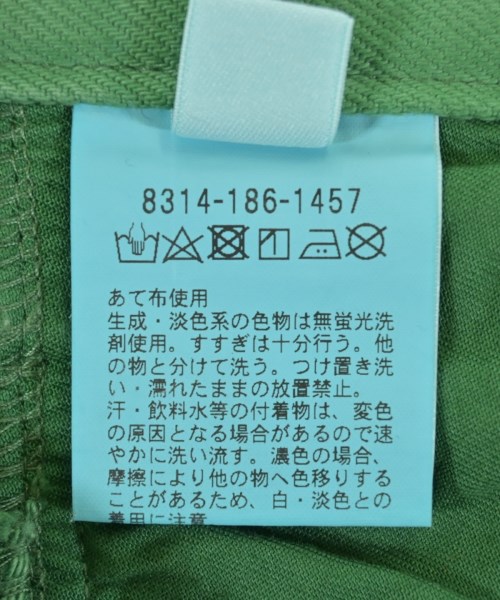 8314-186-1457
あて布使用
生成・淡色系の色物は無蛍光洗
剤使用。すすぎは十分行う。他
の物と分けて洗う。つけ置き洗
い・濡れたままの放置禁止。
汗・飲料水等の付着物は、変色
の原因となる場合があるので速
やかに洗い流す。濃色の場合、
摩擦により他の物へ色移りする
ことがあるため、白・淡色との
着用に注意